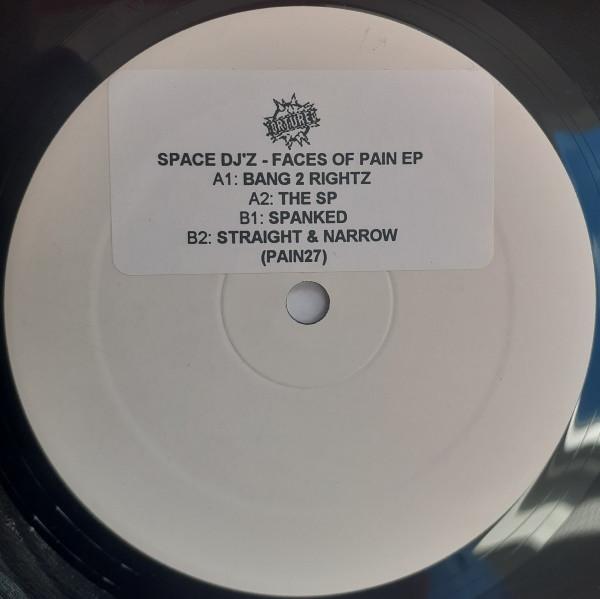 TORTURED
SPACE DJ'Z - FACES OF PAIN EP
A1: BANG 2 RIGHTZ
A2: THE SP
B1: SPANKED
B2: STRAIGHT & NARROW
(PAIN27)